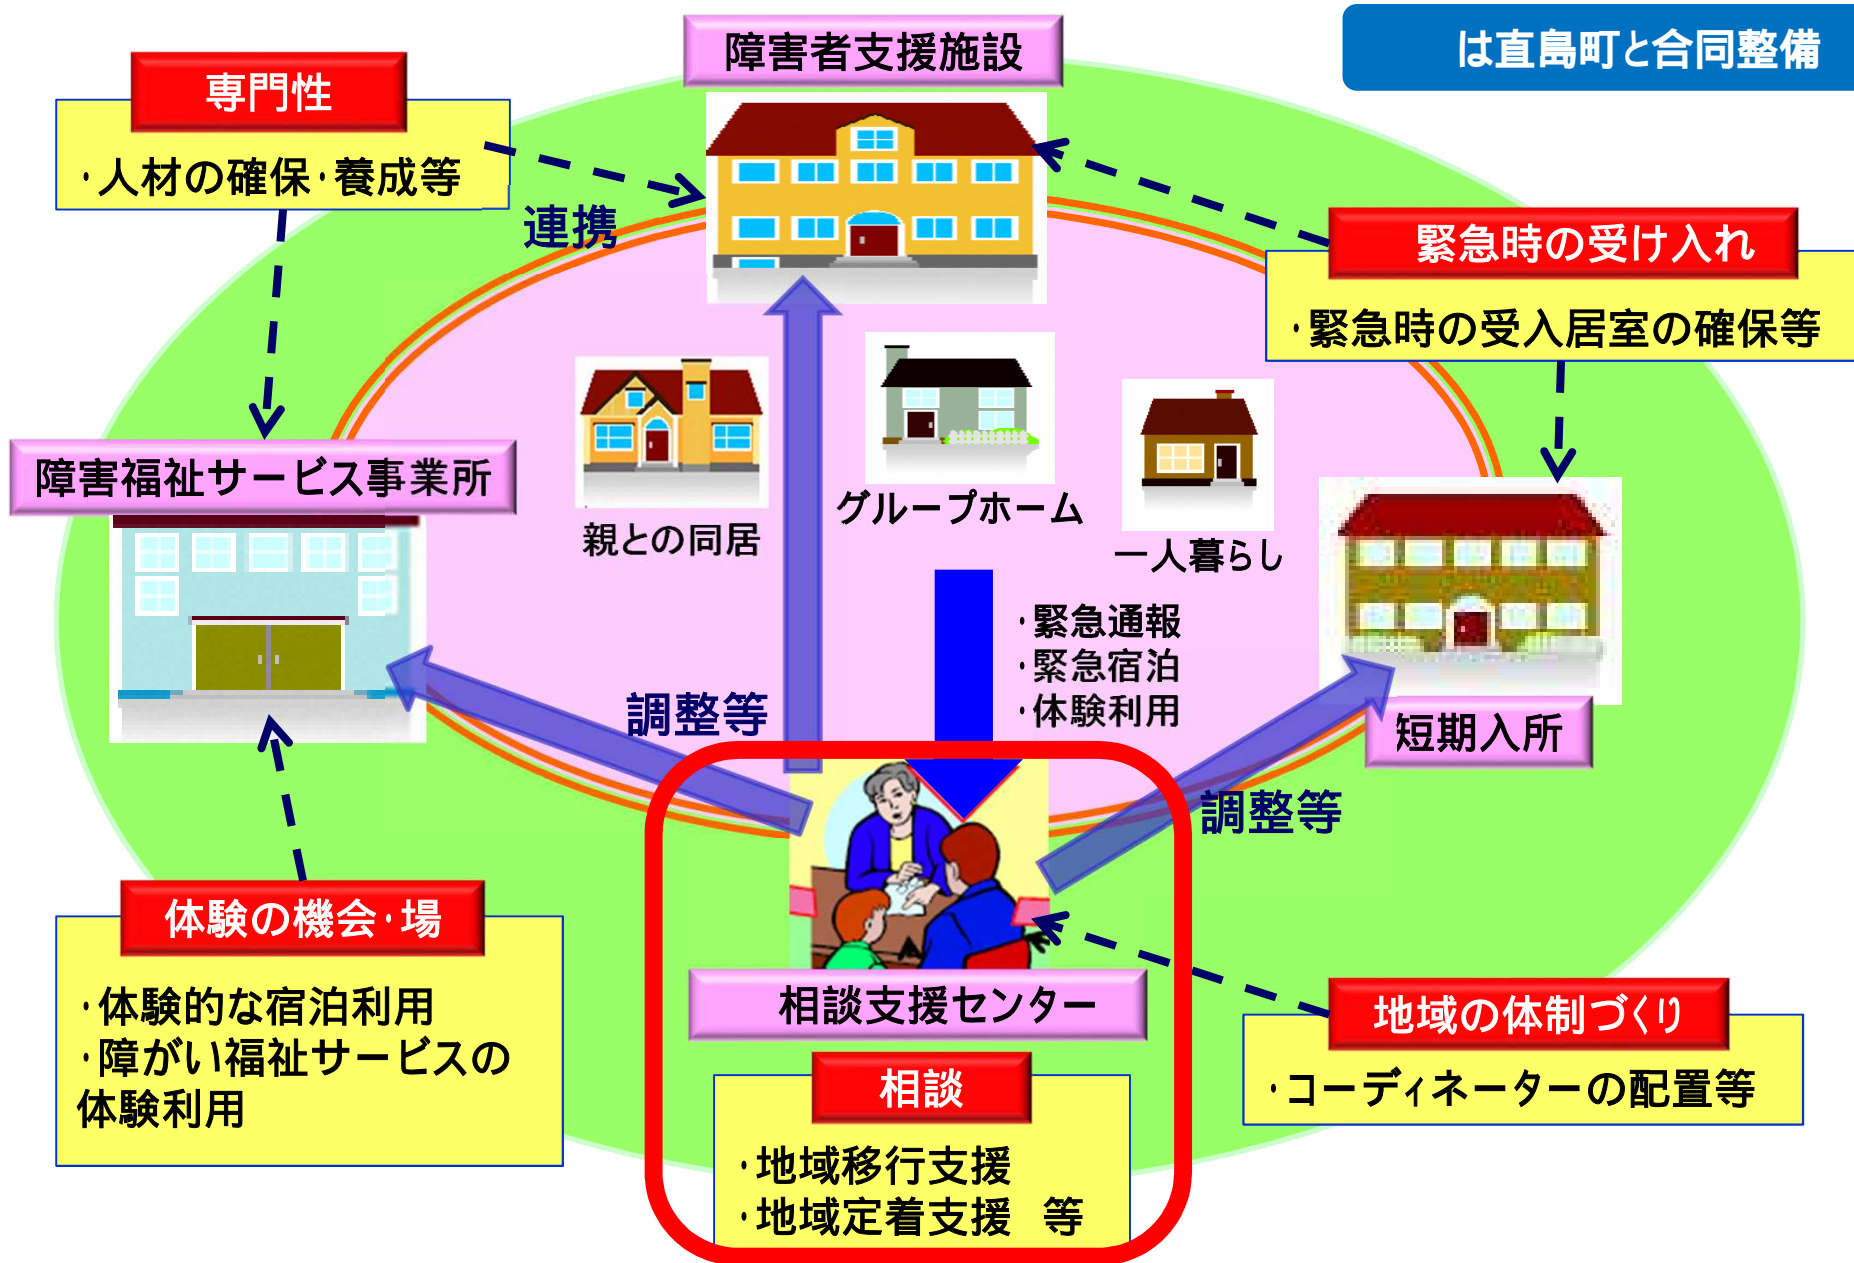 障害者支援施設
は直島町と合同整備
専門性
・人材の確保・養成等
連携
緊急時の受け入れ
・緊急時の受入居室の確保等
障害福祉サービス事業所
親との同居
グループホーム
一人暮らし
・緊急通報
・緊急宿泊
・体験利用
調整等
短期入所
調整等
体験の機会・場
・体験的な宿泊利用
・障がい福祉サービスの
体験利用
相談支援センター
地域の体制づくり
・コーディネーターの配置等
相談
・地域移行支援
・地域定着支援　等